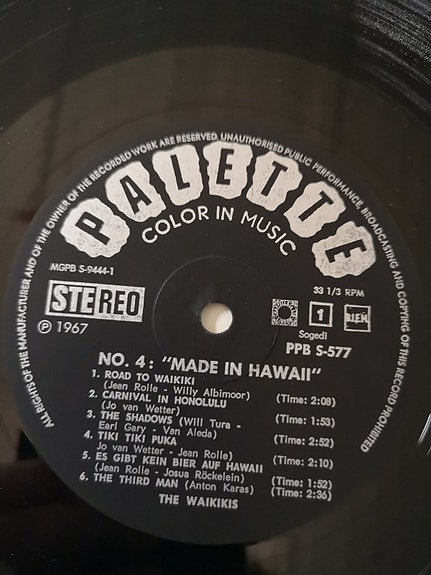 ALL RIGHTS OF THE MANUFACTURER AND OF THE OWNER OF THE RECORDED WORK ARE RESERVED. UNAUTHORISED PUBLIC PERFORMANCE, BROADCASTING AND COPYING OF THIS RECORD PROHIBITED
PALETTE
COLOR IN MUSIC
MGPB S-9444-1
33 1/3 RPM
STEREO
1
BIEM
Sogedi
℗ 1967
PPB S-577
NO. 4: "MADE IN HAWAII"
1. ROAD TO WAIKIKI
(Jean Rolle - Willy Albimoor) (Time: 2:08)
2. CARNIVAL IN HONOLULU
(Jo van Wetter) (Time: 1:53)
3. THE SHADOWS (Will Tura -
Earl Gary - Van Aleda) (Time: 2:52)
4. TIKI TIKI PUKA
Jo van Wetter - Jean Rolle) (Time: 2:10)
5. ES GIBT KEIN BIER AUF HAWAII
(Jean Rolle - Josua Röckelein) (Time: 1:52)
6. THE THIRD MAN (Anton Karas) (Time: 2:36)
THE WAIKIKIS